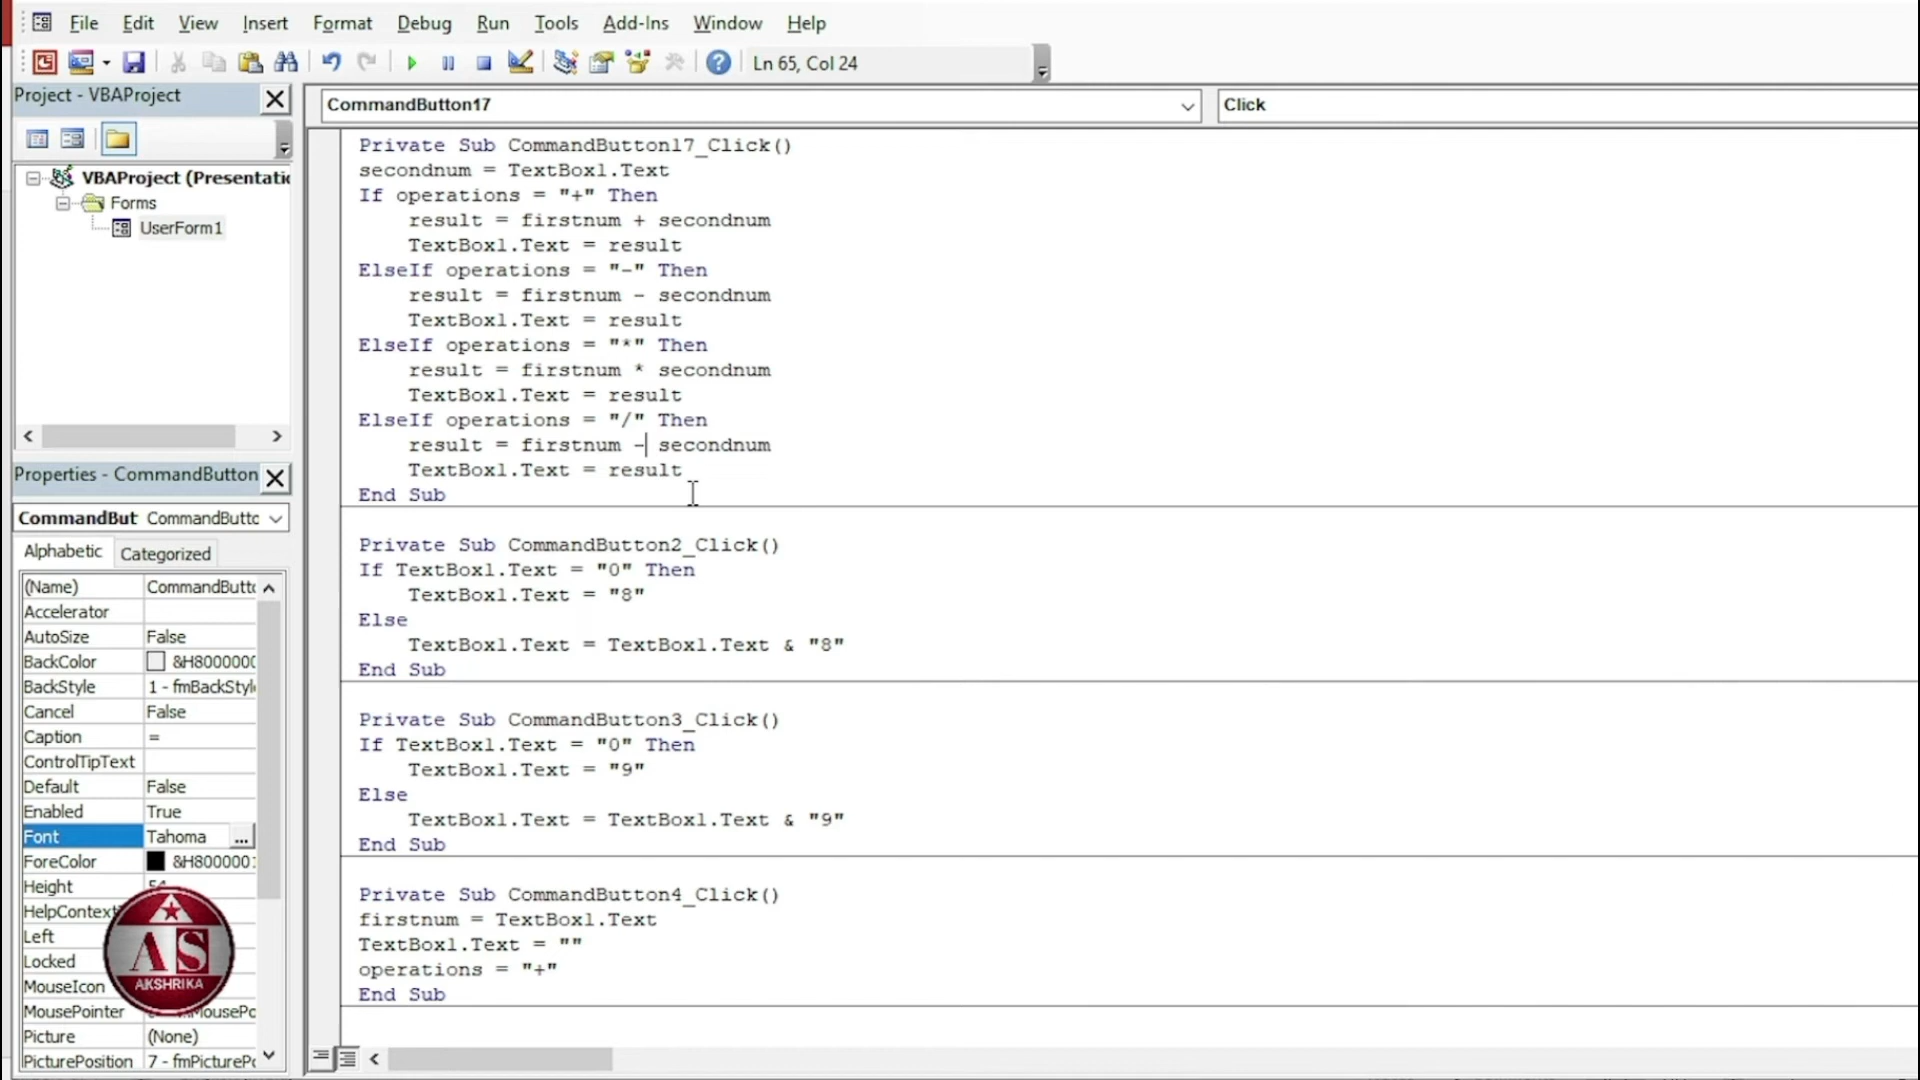 File Edit View Insert Format Debug Run Tools Add-Ins Window Help
Ln 65, Col 24
Project - VBAProject
CommandButton17 Click
VBAProject (Presentatio
Forms
UserForm1
Private Sub CommandButton17_Click()
secondnum = TextBox1.Text
If operations = "+" Then
result = firstnum + secondnum
TextBox1.Text = result
ElseIf operations = "-" Then
result = firstnum - secondnum
TextBox1.Text = result
ElseIf operations = "*" Then
result = firstnum * secondnum
TextBox1.Text = result
ElseIf operations = "/" Then
result = firstnum - secondnum
TextBox1.Text = result
End Sub
Private Sub CommandButton2_Click()
If TextBox1.Text = "0" Then
TextBox1.Text = "8"
Else
TextBox1.Text = TextBox1.Text & "8"
End Sub
Private Sub CommandButton3_Click()
If TextBox1.Text = "0" Then
TextBox1.Text = "9"
Else
TextBox1.Text = TextBox1.Text & "9"
End Sub
Private Sub CommandButton4_Click()
firstnum = TextBox1.Text
TextBox1.Text = ""
operations = "+"
End Sub
Properties - CommandButton
CommandBut CommandButto
Alphabetic Categorized
(Name) CommandButto
Accelerator
AutoSize False
BackColor &H8000000
BackStyle 1 - fmBackStyle
Cancel False
Caption =
ControlTipText
Default False
Enabled True
Font Tahoma ...
ForeColor &H8000001
Height 54
HelpContext
Left
Locked
MouseIcon
MousePointer
Picture (None)
PicturePosition 7 - fmPicturePo
AS
AKSHRIKA